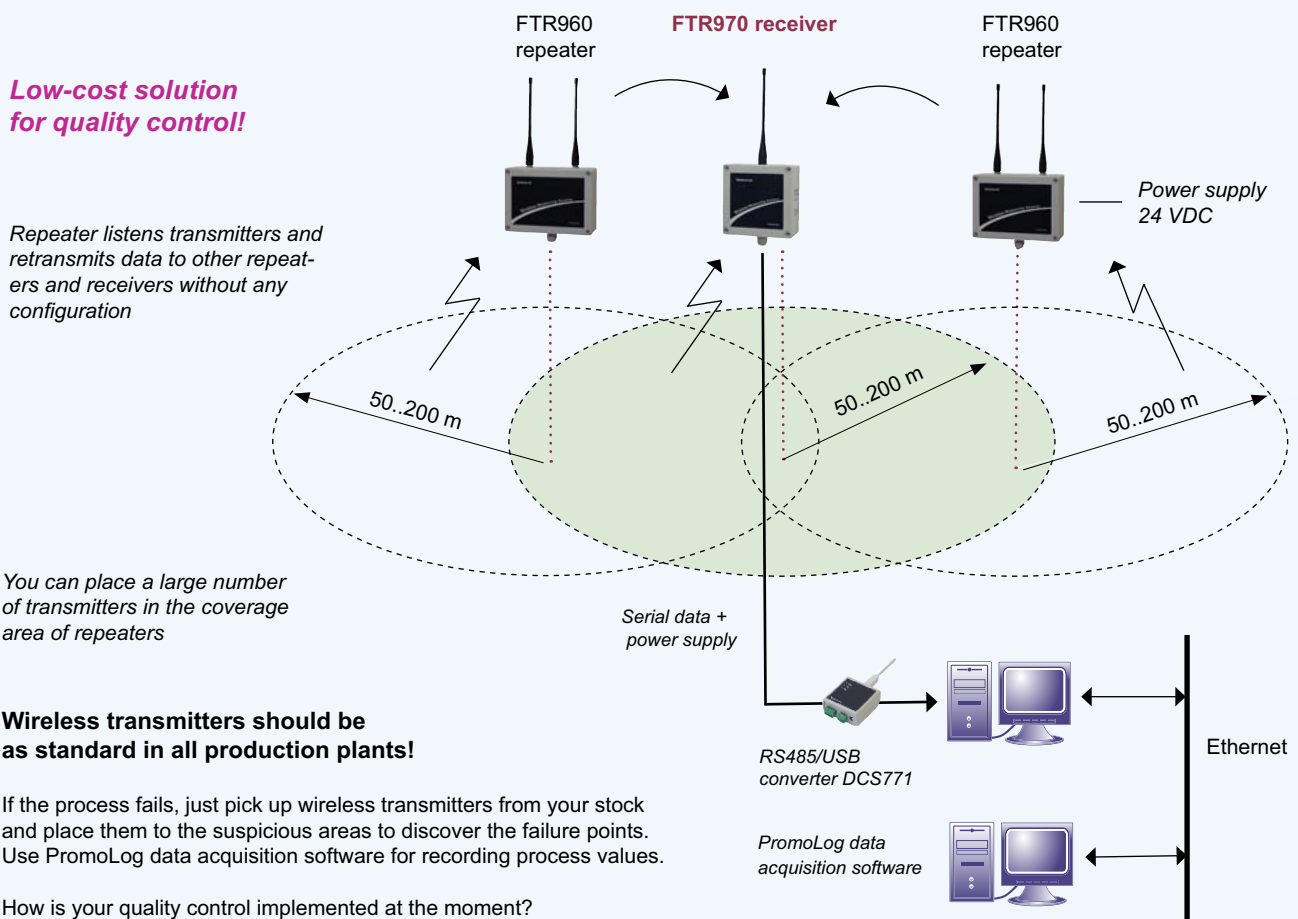 FTR960
repeater
FTR970 receiver
FTR960
repeater
Low-cost solution
for quality control!
Power supply
24 VDC
Repeater listens transmitters and
retransmits data to other repeat-
ers and receivers without any
configuration
50..200 m
50..200 m
50..200 m
You can place a large number
of transmitters in the coverage
area of repeaters
Serial data +
power supply
Wireless transmitters should be
as standard in all production plants!
RS485/USB
converter DCS771
Ethernet
If the process fails, just pick up wireless transmitters from your stock
and place them to the suspicious areas to discover the failure points.
Use PromoLog data acquisition software for recording process values.
PromoLog data
acquisition software
How is your quality control implemented at the moment?